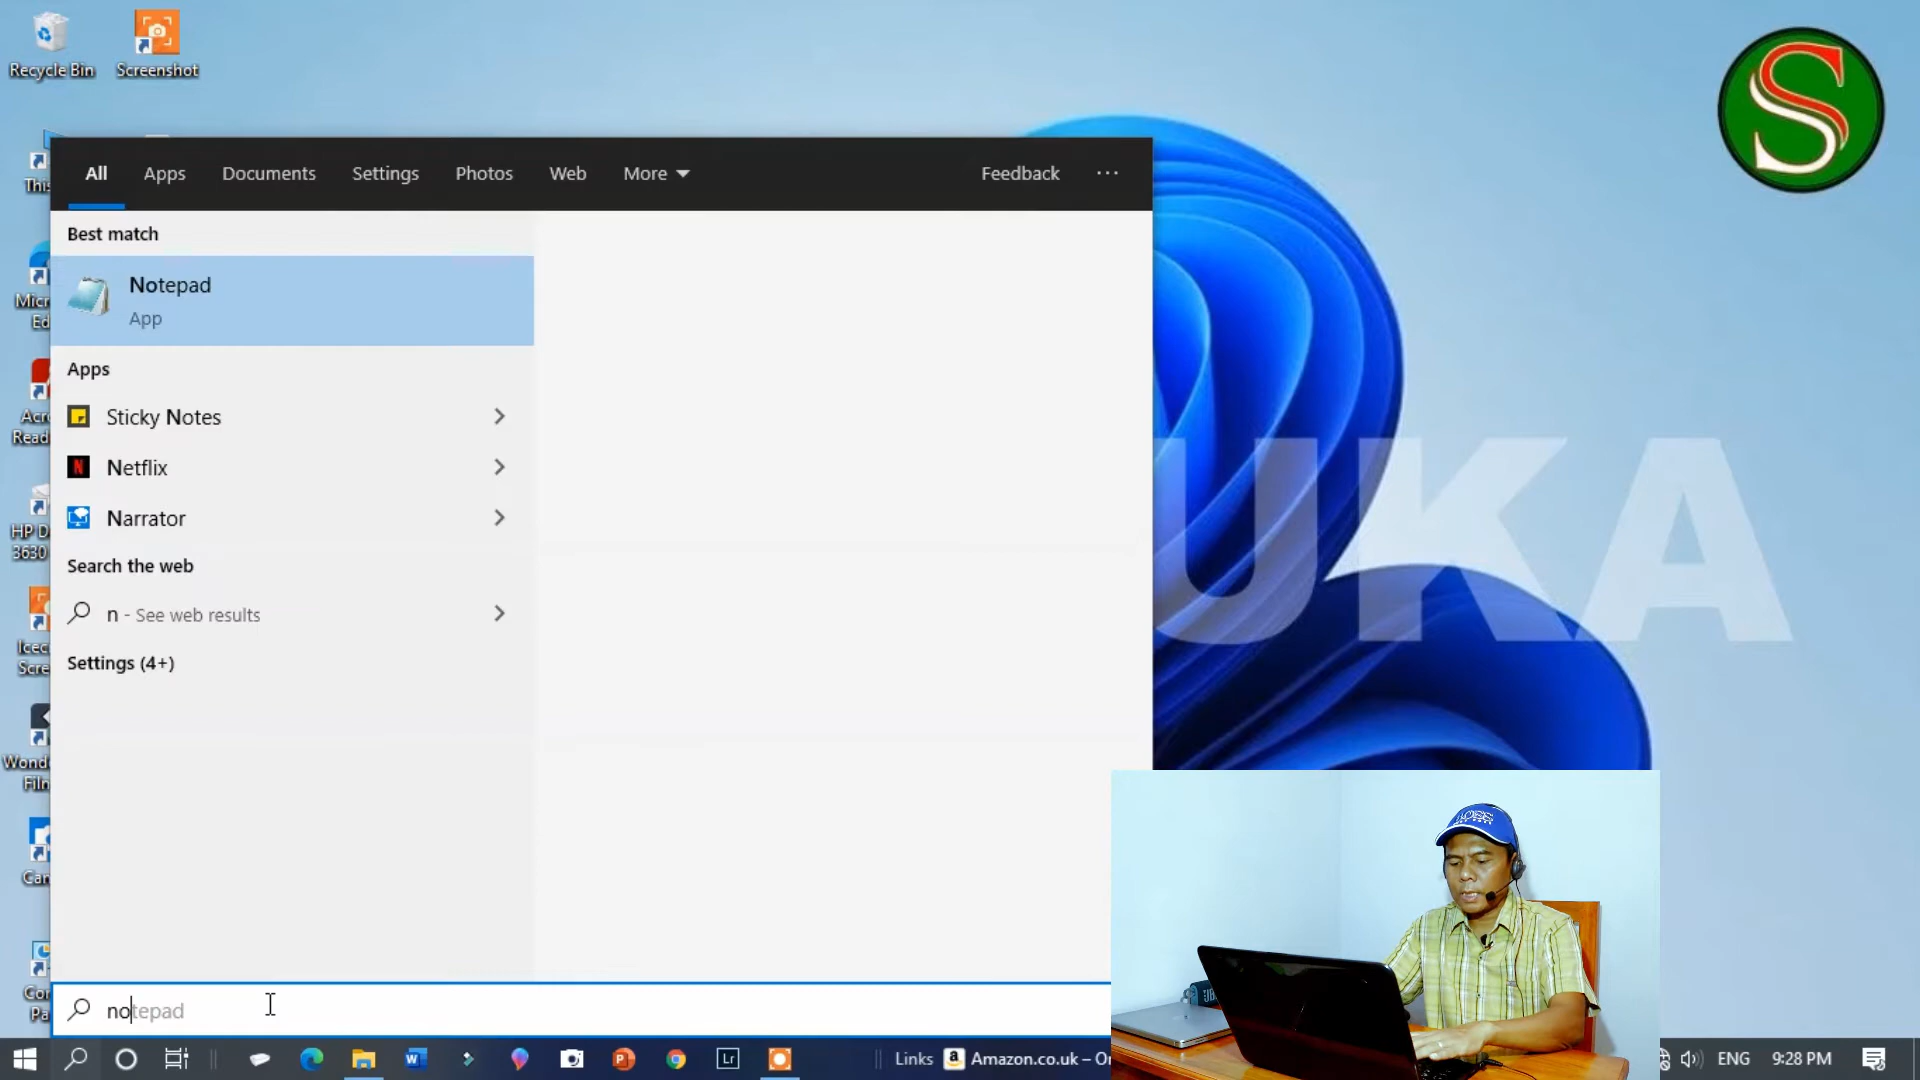 Recycle Bin
Screenshot
S
All Apps Documents Settings Photos Web More Feedback ...
Best match
Notepad
App
Apps
Sticky Notes
Netflix
Narrator
Search the web
n - See web results
Settings (4+)
UKA
notepad
Links Amazon.co.uk – O
ENG 9:28 PM